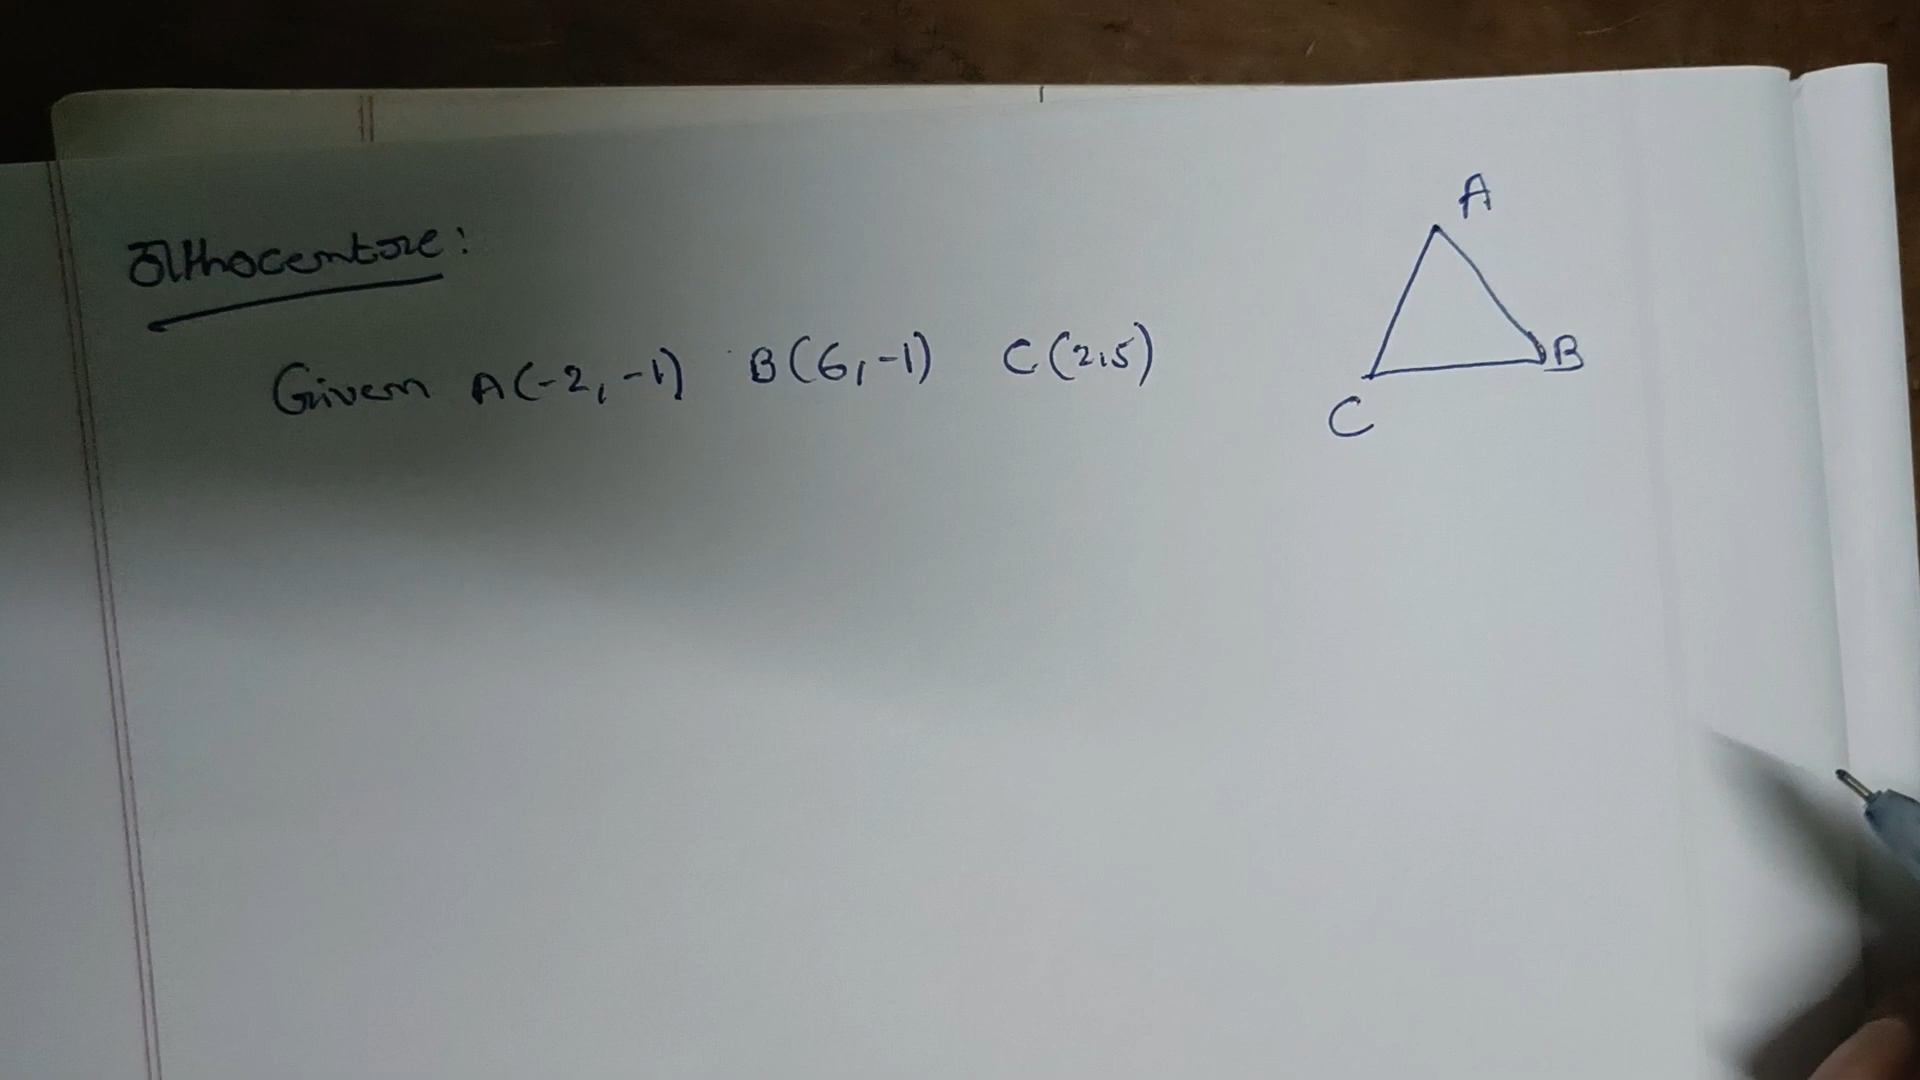 Orthocentre:
Given A(-2, -1) B(6, -1) C(2,5)
A
B
C